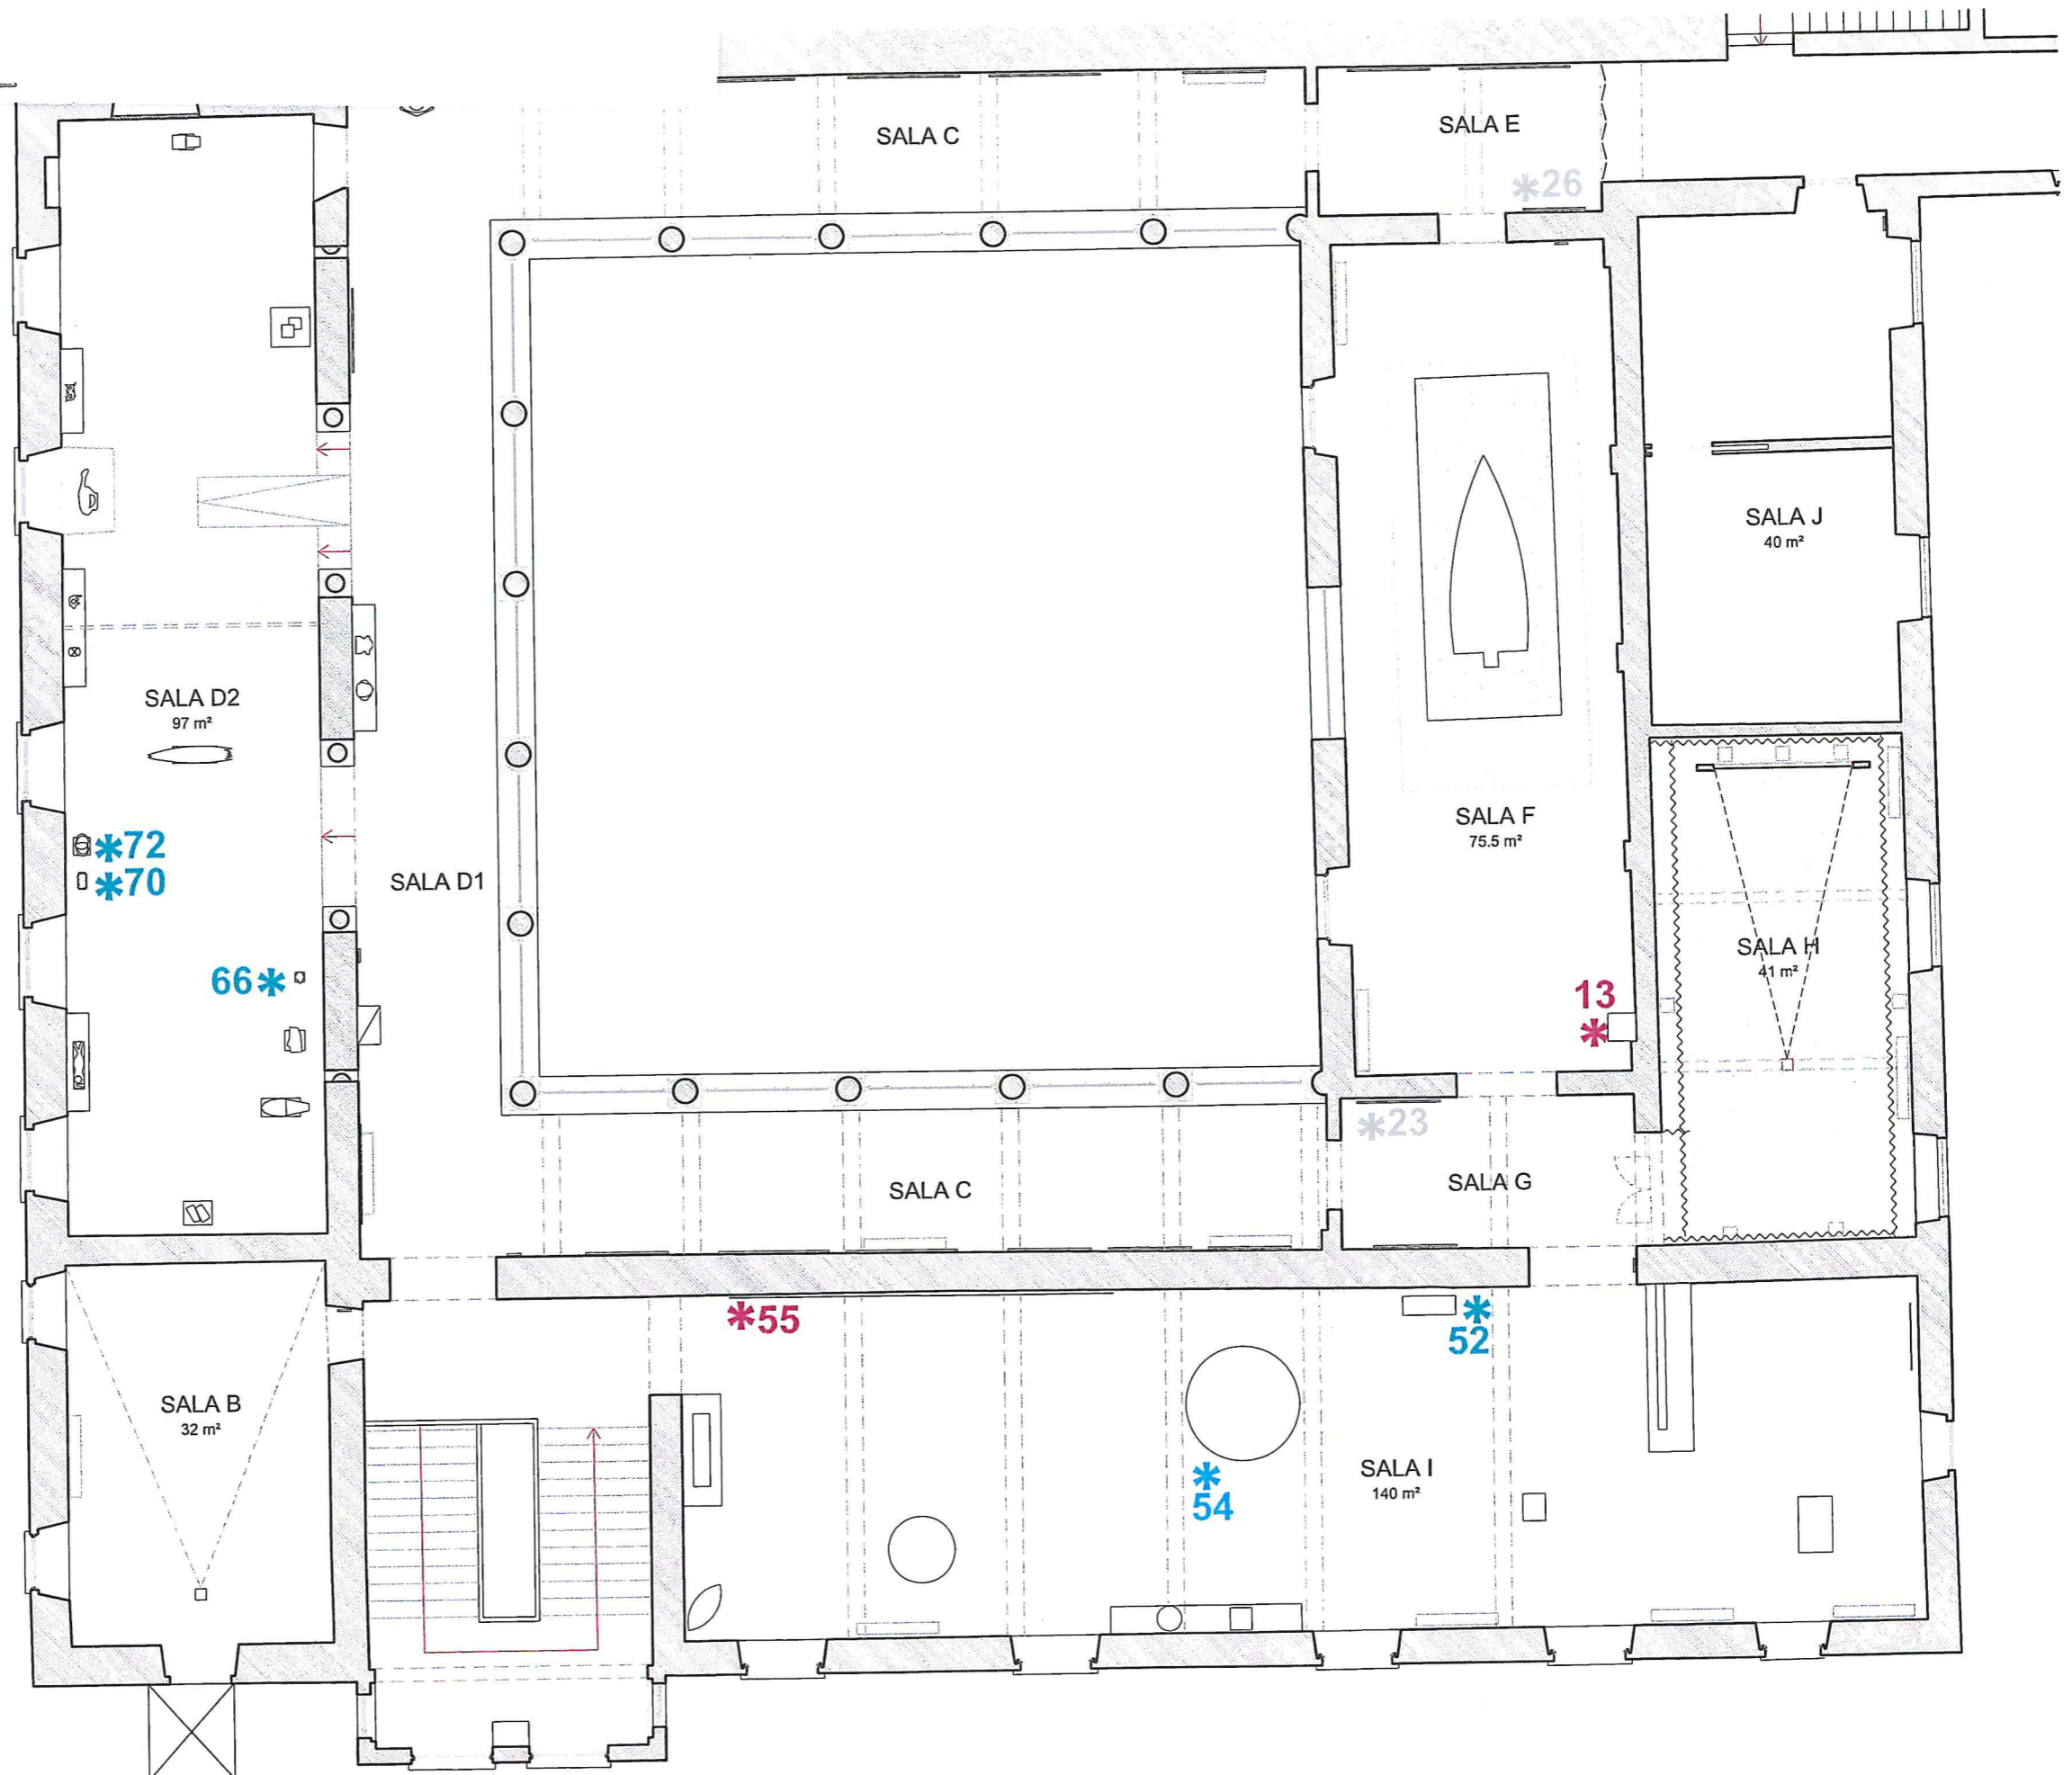 SALA C
SALA E
*26
SALA J
40 m²
SALA D2
97 m²
SALA F
75.5 m²
*72
*70
SALA D1
SALA H
41 m²
66*
13
*
*23
SALA C
SALA G
*55
*
52
SALA B
32 m²
SALA I
140 m²
*
54